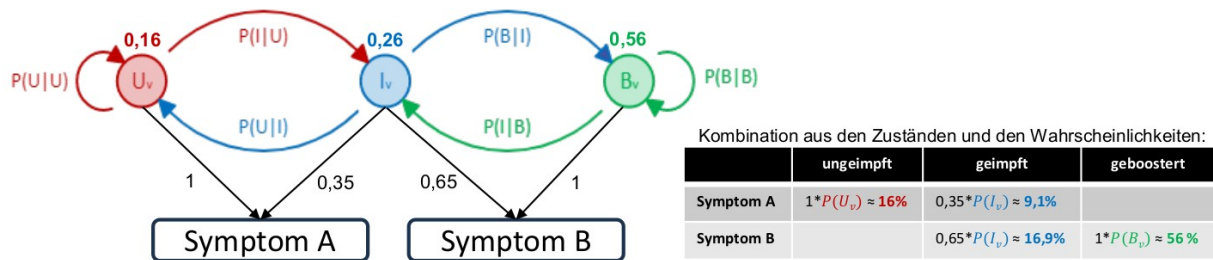 0,16
P(I|U)
0,26
P(B|I)
0,56
P(U|U)
Uᵥ
Iᵥ
Bᵥ
P(B|B)
P(U|I)
P(I|B)
1
0,35
0,65
1
Symptom A
Symptom B
Kombination aus den Zuständen und den Wahrscheinlichkeiten:
ungeimpft geimpft geboostert
Symptom A 1*P(Uᵥ) ≈ 16% 0,35*P(Iᵥ) ≈ 9,1%
Symptom B 0,65*P(Iᵥ) ≈ 16,9% 1*P(Bᵥ) ≈ 56 %